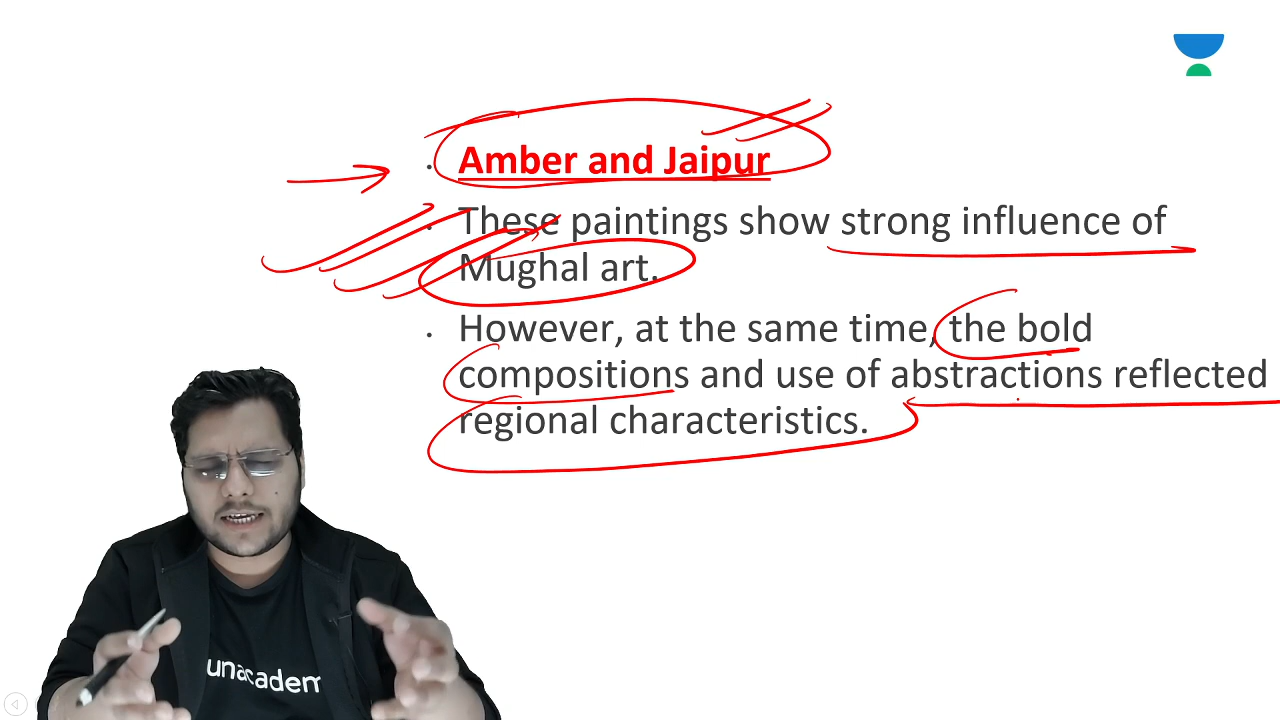 Amber and Jaipur
These paintings show strong influence of
Mughal art.
However, at the same time, the bold
compositions and use of abstractions reflected
regional characteristics.
unacadem